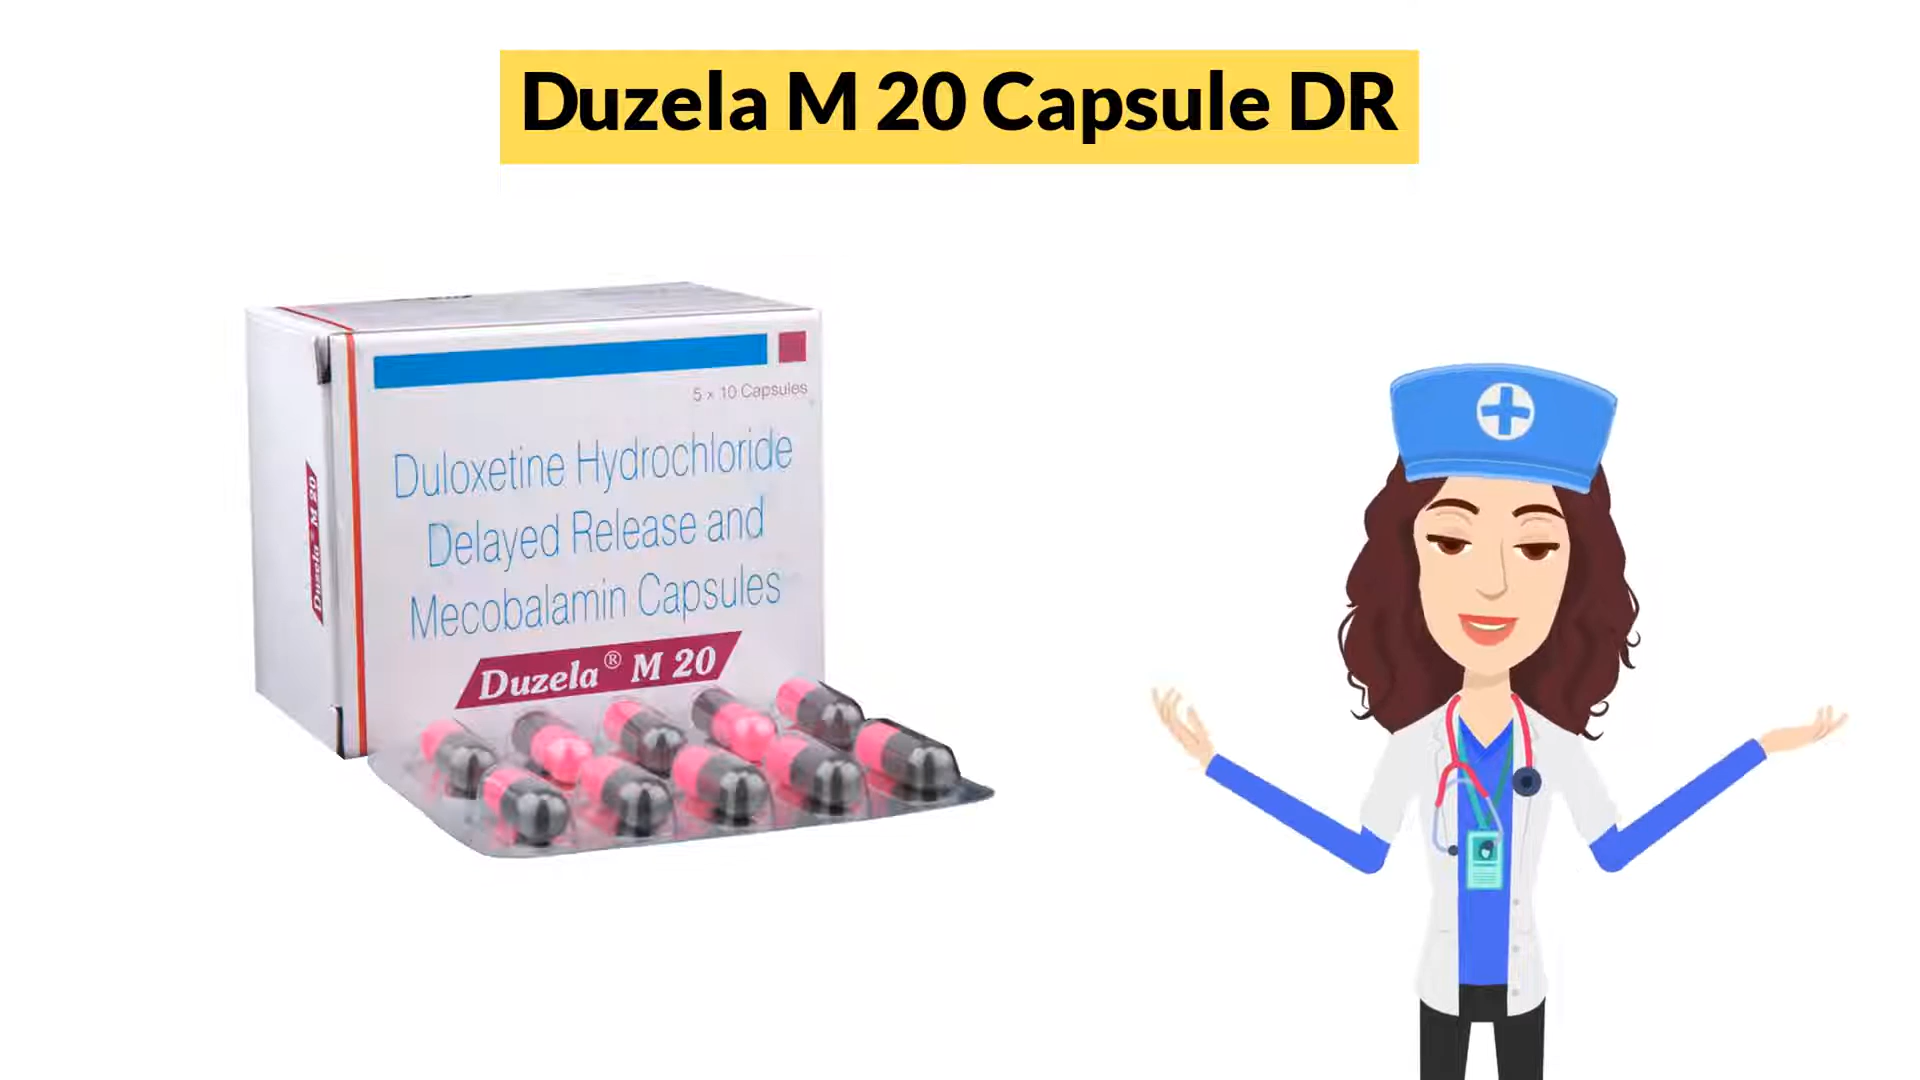 Duzela M 20 Capsule DR
5 x 10 Capsules
Duloxetine Hydrochloride
Delayed Release and
Mecobalamin Capsules
Duzela® M 20
Duzela® M 20